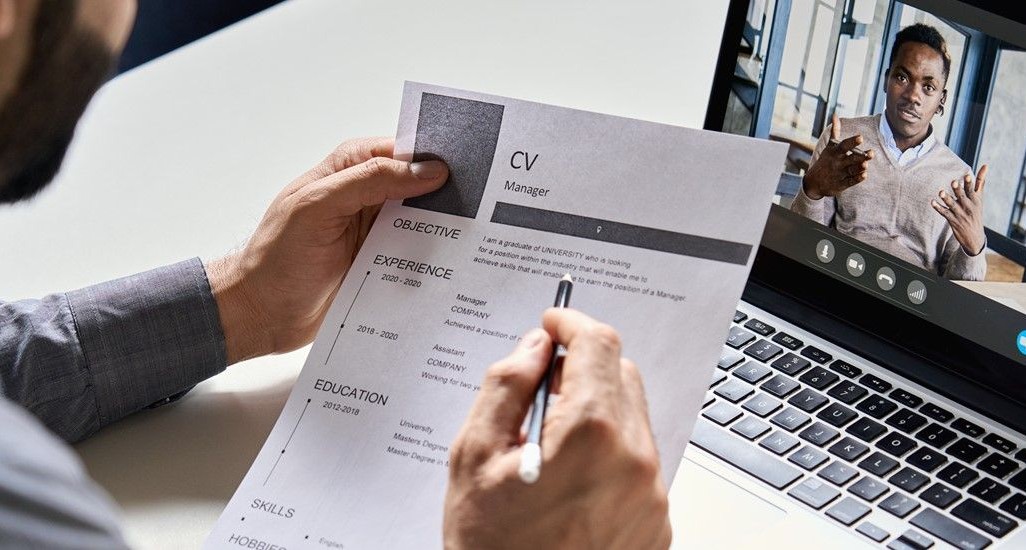 CV
Manager
OBJECTIVE
I am a graduate of UNIVERSITY who is looking
for a position within the industry that will enable me to
achieve skills that will enable me to earn the position of a Manager.
EXPERIENCE
2020 - 2020
Manager
COMPANY
Achieved a position of
2018 - 2020
Assistant
COMPANY
Working for two
EDUCATION
2012-2018
University
Masters Degree
Master Degree in
SKILLS
English
HOBBIES